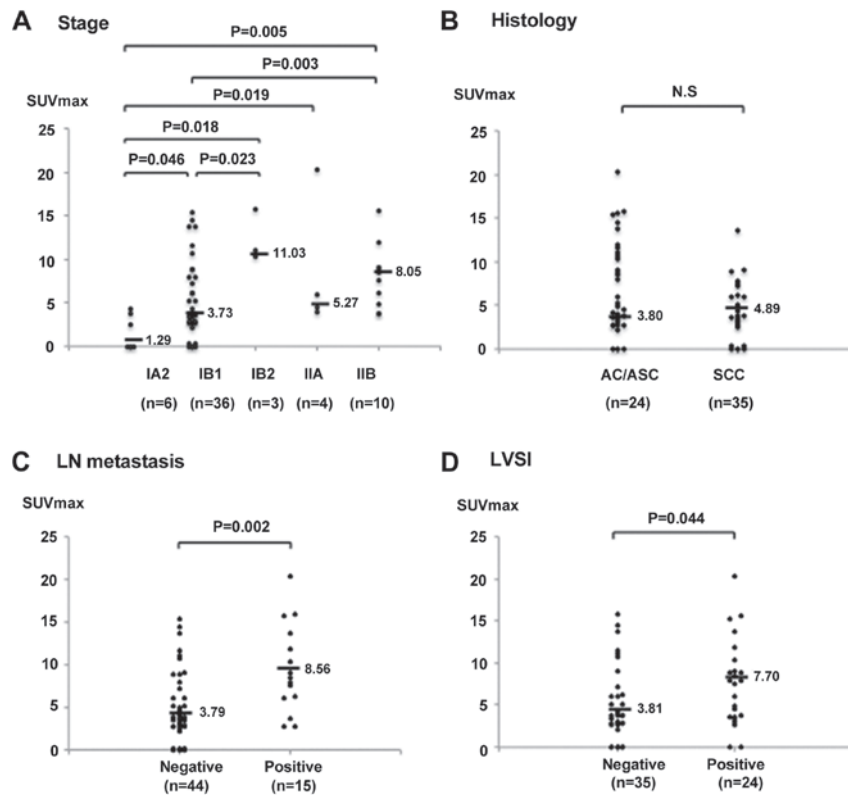 A Stage
P=0.005
P=0.003
SUVmax
P=0.019
P=0.018
P=0.046 P=0.023
25
20
15
10
5
0
1.29
3.73
11.03
5.27
8.05
IA2 IB1 IB2 IIA IIB
(n=6) (n=36) (n=3) (n=4) (n=10)
B Histology
SUVmax
N.S
25
20
15
10
5
0
3.80
4.89
AC/ASC SCC
(n=24) (n=35)
C LN metastasis
SUVmax
P=0.002
25
20
15
10
5
0
3.79
8.56
Negative Positive
(n=44) (n=15)
D LVSI
SUVmax
P=0.044
25
20
15
10
5
0
3.81
7.70
Negative Positive
(n=35) (n=24)